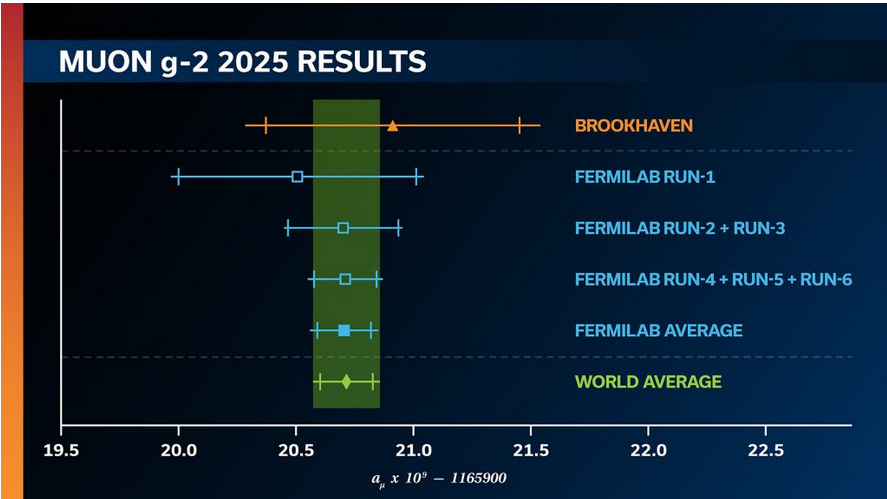 MUON g-2 2025 RESULTS
BROOKHAVEN
FERMILAB RUN-1
FERMILAB RUN-2 + RUN-3
FERMILAB RUN-4 + RUN-5 + RUN-6
FERMILAB AVERAGE
WORLD AVERAGE
19.5 20.0 20.5 21.0 21.5 22.0 22.5
aμ x 10⁹ – 1165900